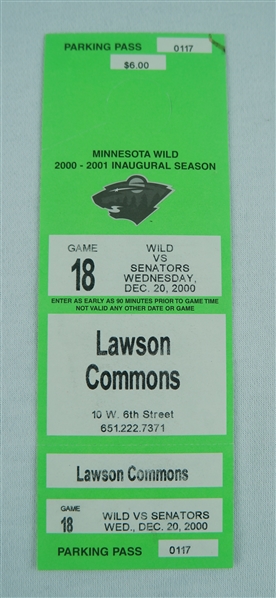 PARKING PASS 0117
$6.00
MINNESOTA WILD
2000 - 2001 INAUGURAL SEASON
GAME
18
WILD
VS
SENATORS
WEDNESDAY,
DEC. 20, 2000
ENTER AS EARLY AS 90 MINUTES PRIOR TO GAME TIME
NOT VALID ANY OTHER DATE OR GAME
Lawson
Commons
10 W. 6th Street
651.222.7371
Lawson Commons
GAME
18
WILD VS SENATORS
WED., DEC. 20, 2000
PARKING PASS 0117